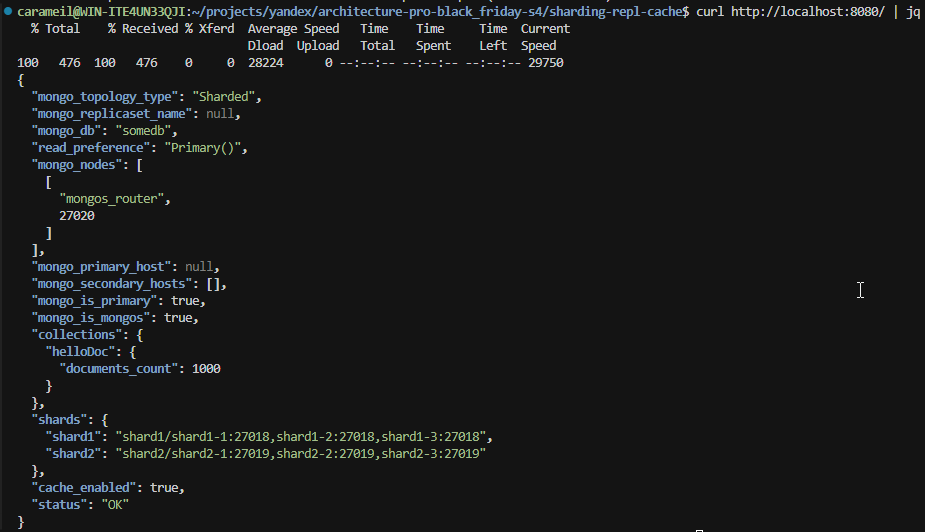 carameil@WIN-ITE4UN33QJI:~/projects/yandex/architecture-pro-black_friday-s4/sharding-repl-cache$ curl http://localhost:8080/ | jq
  % Total    % Received % Xferd  Average Speed   Time    Time     Time  Current
                                 Dload  Upload   Total   Spent    Left  Speed
100   476  100   476    0     0  28224      0 --:--:-- --:--:-- --:--:-- 29750
{
  "mongo_topology_type": "Sharded",
  "mongo_replicaset_name": null,
  "mongo_db": "somedb",
  "read_preference": "Primary()",
  "mongo_nodes": [
    [
      "mongos_router",
      27020
    ]
  ],
  "mongo_primary_host": null,
  "mongo_secondary_hosts": [],
  "mongo_is_primary": true,
  "mongo_is_mongos": true,
  "collections": {
    "helloDoc": {
      "documents_count": 1000
    }
  },
  "shards": {
    "shard1": "shard1/shard1-1:27018,shard1-2:27018,shard1-3:27018",
    "shard2": "shard2/shard2-1:27019,shard2-2:27019,shard2-3:27019"
  },
  "cache_enabled": true,
  "status": "OK"
}